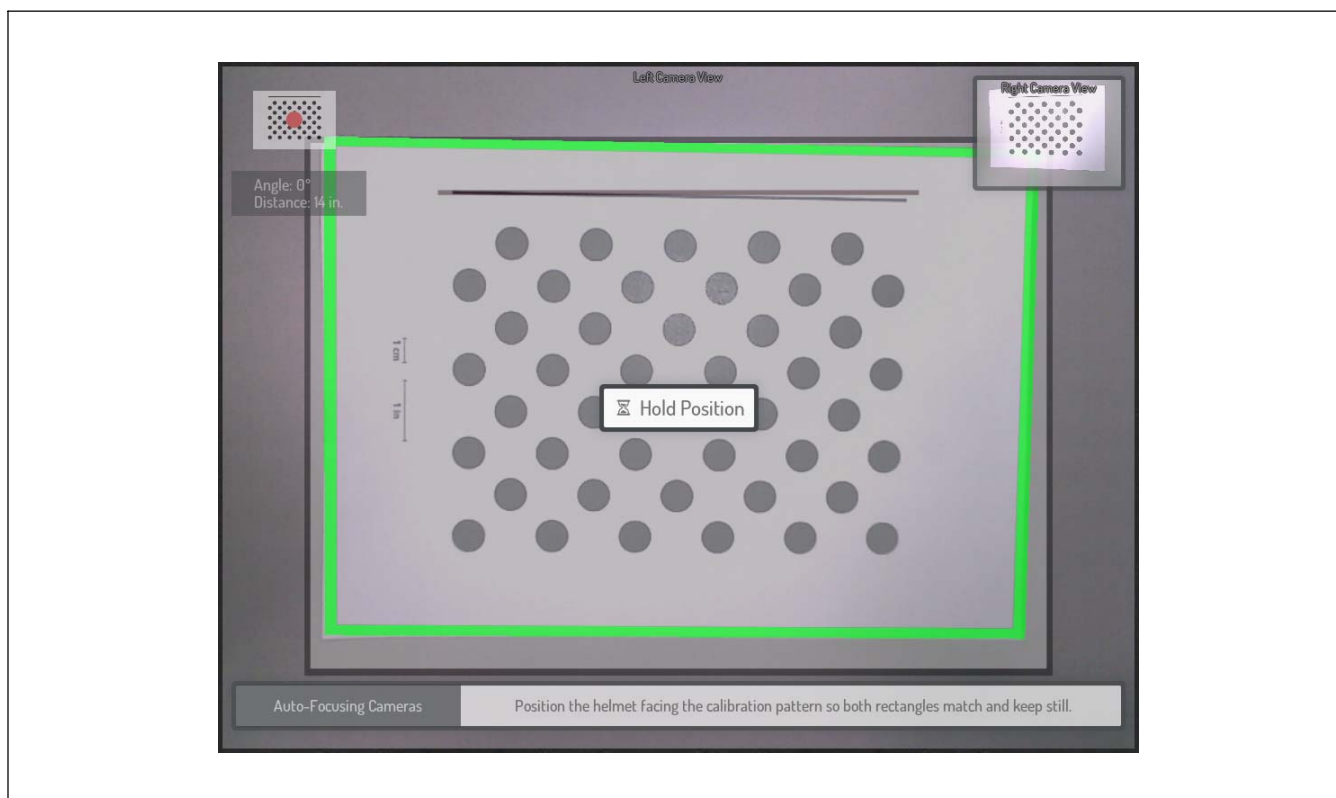 Left Camera View
Right Camera View
Angle: 0°
Distance: 14 in.
1 cm
1 in
Hold Position
Auto-Focusing Cameras
Position the helmet facing the calibration pattern so both rectangles match and keep still.